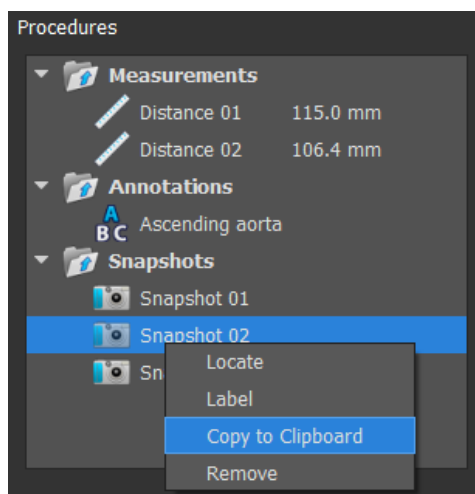 Procedures
Measurements
Distance 01 115.0 mm
Distance 02 106.4 mm
Annotations
A
B C Ascending aorta
Snapshots
Snapshot 01
Snapshot 02
Sn
Locate
Label
Copy to Clipboard
Remove